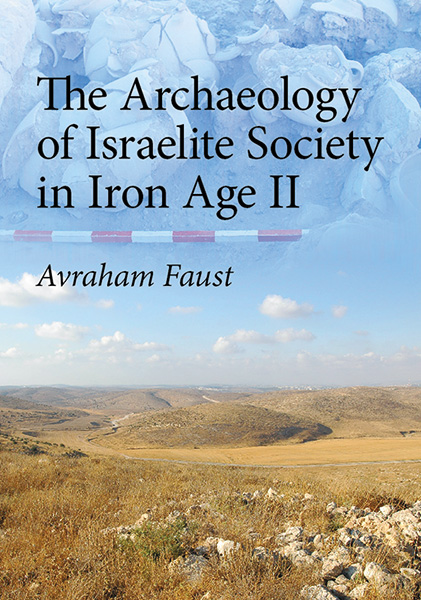 The Archaeology
of Israelite Society
in Iron Age II
Avraham Faust